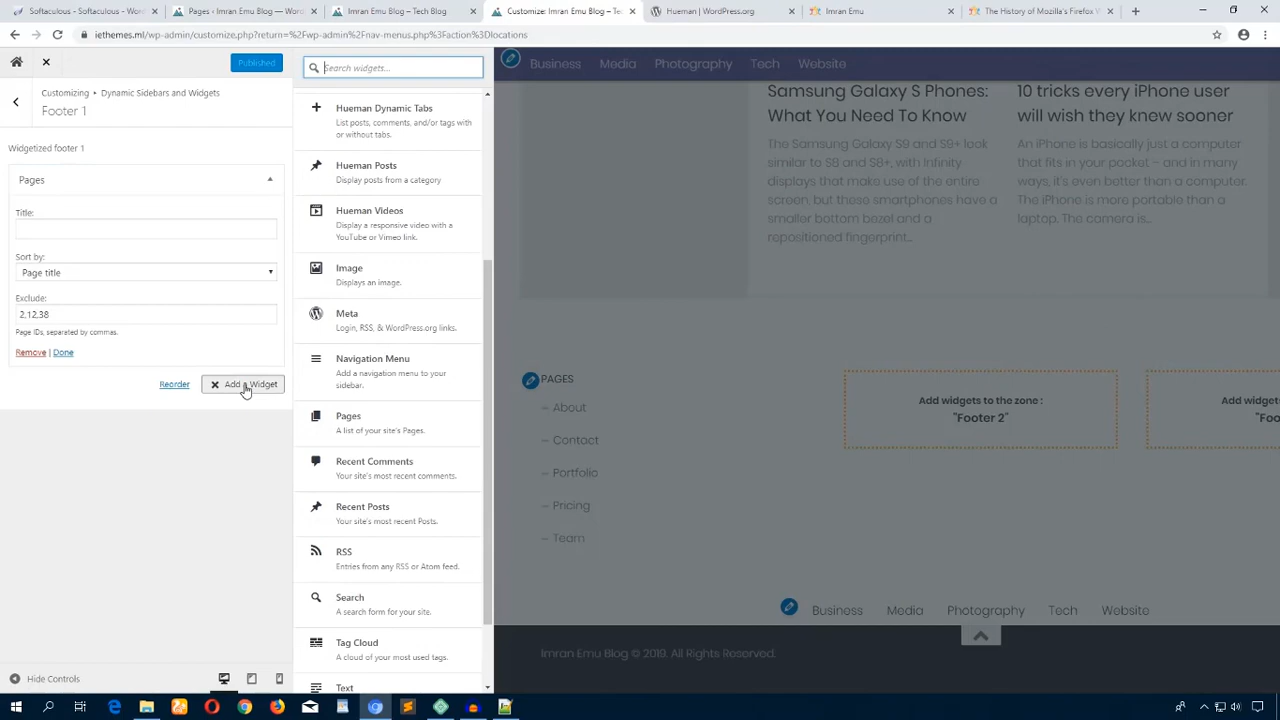 Softaculous - Softaculous - V
Pages ‹ Imran Emu Blog — Wor
Imran Emu Blog
Customize: Imran Emu Blog - Tec
Hueman | WordPress.org
Imran Emu
The History of Mozilla's Firefox W
iethemes.ml/wp-admin/customize.php?return=%2Fwp-admin%2Fnav-menus.php%3Faction%3Dlocations
Published
Customizing ▸ Dynamic Sidebars and Widgets
Footer 1
Widgetized footer 1
Pages
Title:
Sort by:
Page title
Exclude:
2,12,38
Page IDs, separated by commas.
Remove | Done
Reorder
Add a Widget
Hide Controls
Search widgets...
Hueman Dynamic Tabs
List posts, comments, and/or tags with
or without tabs.
Hueman Posts
Display posts from a category
Hueman Videos
Display a responsive video with a
YouTube or Vimeo link.
Image
Displays an image.
Meta
Login, RSS, & WordPress.org links.
Navigation Menu
Add a navigation menu to your
sidebar.
Pages
A list of your site's Pages.
Recent Comments
Your site's most recent comments.
Recent Posts
Your site's most recent Posts.
RSS
Entries from any RSS or Atom feed.
Search
A search form for your site.
Tag Cloud
A cloud of your most used tags.
Text
Business Media Photography Tech Website
Samsung Galaxy S Phones:
What You Need To Know
The Samsung Galaxy S9 and S9+ look
similar to S8 and S8+, with Infinity
displays that make use of the entire
screen, but these smartphones have a
smaller bottom bezel and a
repositioned fingerprint...
10 tricks every iPhone user
will wish they knew sooner
An iPhone is basically just a computer
that fits in your pocket – and in many
ways, it's even better than a computer.
The iPhone is more portable than a
laptop. The camera is...
PAGES
– About
– Contact
– Portfolio
– Pricing
– Team
Add widgets to the zone :
"Footer 2"
Add widget
"Foo
Business Media Photography Tech Website
Imran Emu Blog © 2019. All Rights Reserved.